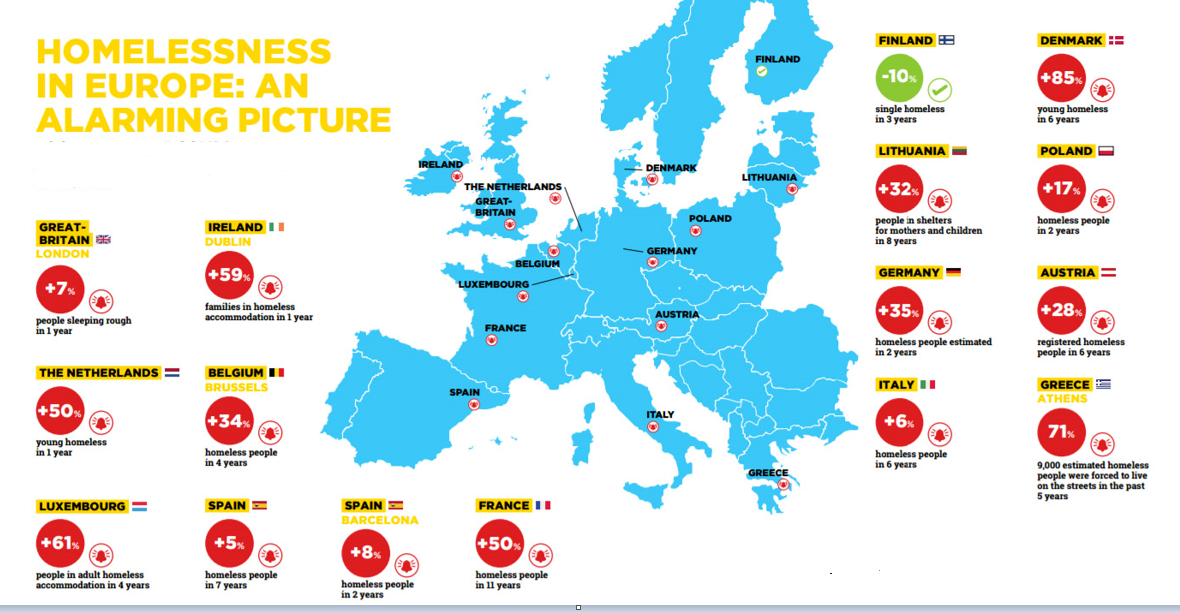 HOMELESSNESS
IN EUROPE: AN
ALARMING PICTURE
GREAT-
BRITAIN
LONDON
+7%
people sleeping rough
in 1 year
IRELAND
DUBLIN
+59%
families in homeless
accommodation in 1 year
THE NETHERLANDS
+50%
young homeless
in 1 year
BELGIUM
BRUSSELS
+34%
homeless people
in 4 years
LUXEMBOURG
+61%
people in adult homeless
accommodation in 4 years
SPAIN
+5%
homeless people
in 7 years
SPAIN
BARCELONA
+8%
homeless people
in 2 years
FRANCE
+50%
homeless people
in 11 years
FINLAND
IRELAND
DENMARK
THE NETHERLANDS
LITHUANIA
GREAT-
BRITAIN
POLAND
GERMANY
BELGIUM
LUXEMBOURG
AUSTRIA
FRANCE
SPAIN
ITALY
GREECE
FINLAND
-10%
single homeless
in 3 years
DENMARK
+85%
young homeless
in 6 years
LITHUANIA
+32%
people in shelters
for mothers and children
in 8 years
POLAND
+17%
homeless people
in 2 years
GERMANY
+35%
homeless people estimated
in 2 years
AUSTRIA
+28%
registered homeless
people in 6 years
ITALY
+6%
homeless people
in 6 years
GREECE
ATHENS
71%
9,000 estimated homeless
people were forced to live
on the streets in the past
5 years